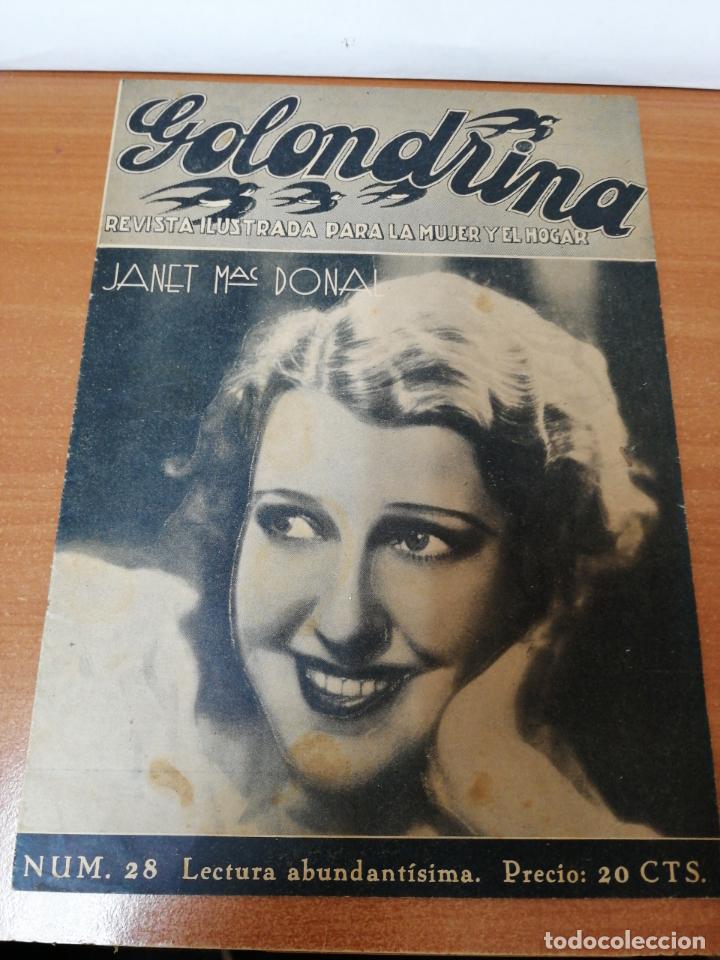 Golondrina
REVISTA ILUSTRADA PARA LA MUJER Y EL HOGAR
JANET MAC DONAL
NUM. 28 Lectura abundantísima. Precio: 20 CTS.
todocoleccion.net